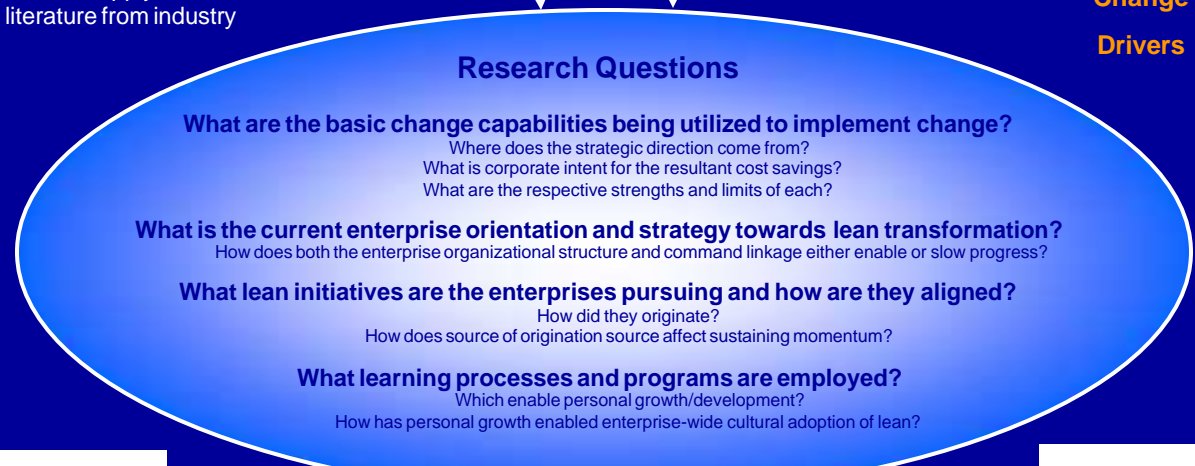 literature from industry
Change
Drivers
Research Questions
What are the basic change capabilities being utilized to implement change?
Where does the strategic direction come from?
What is corporate intent for the resultant cost savings?
What are the respective strengths and limits of each?
What is the current enterprise orientation and strategy towards lean transformation?
How does both the enterprise organizational structure and command linkage either enable or slow progress?
What lean initiatives are the enterprises pursuing and how are they aligned?
How did they originate?
How does source of origination source affect sustaining momentum?
What learning processes and programs are employed?
Which enable personal growth/development?
How has personal growth enabled enterprise-wide cultural adoption of lean?